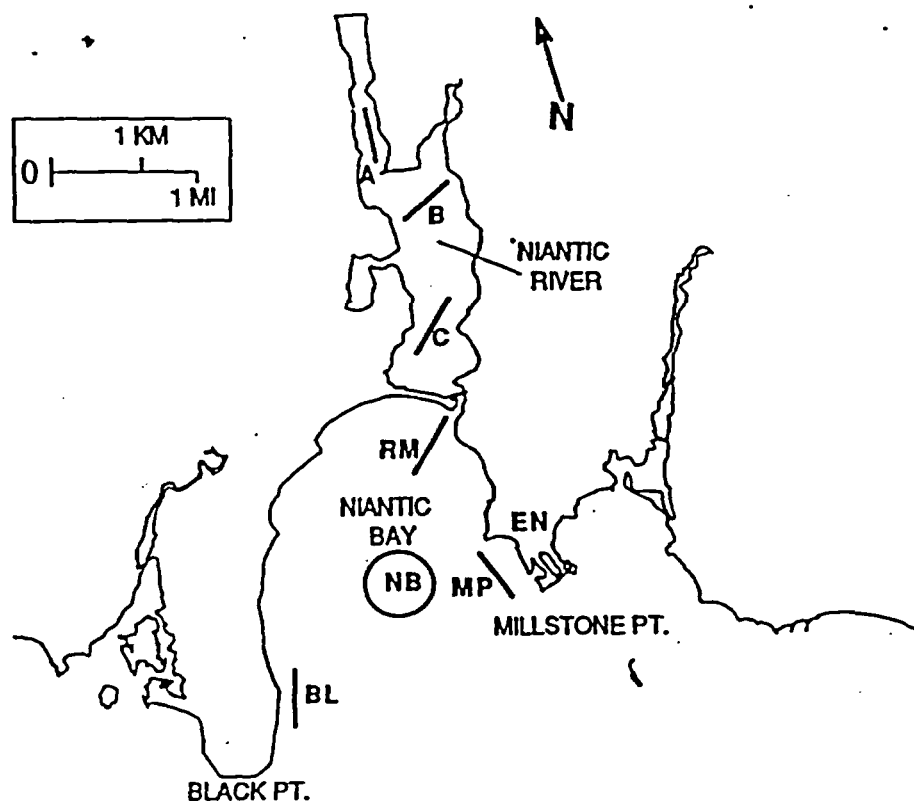 N
1 KM
0
1 MI
A
B
NIANTIC
RIVER
C
RM
NIANTIC
BAY
EN
NB
MP
MILLSTONE PT.
BL
BLACK PT.